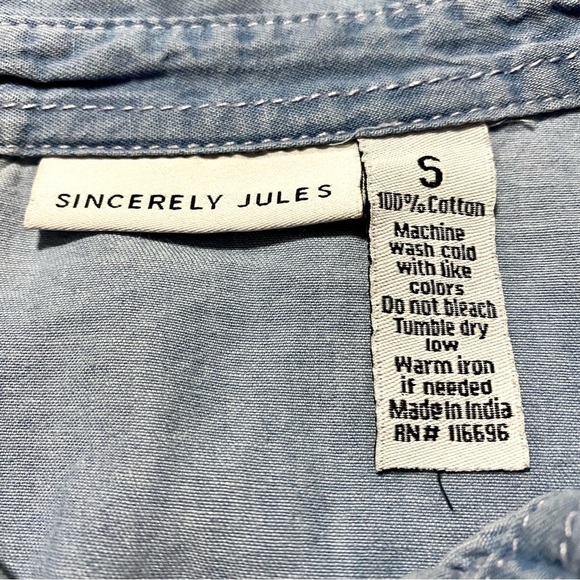 SINCERELY JULES
S
100% Cotton
Machine
wash cold
with like
colors
Do not bleach
Tumble dry
low
Warm iron
if needed
Made In India
RN# 116696